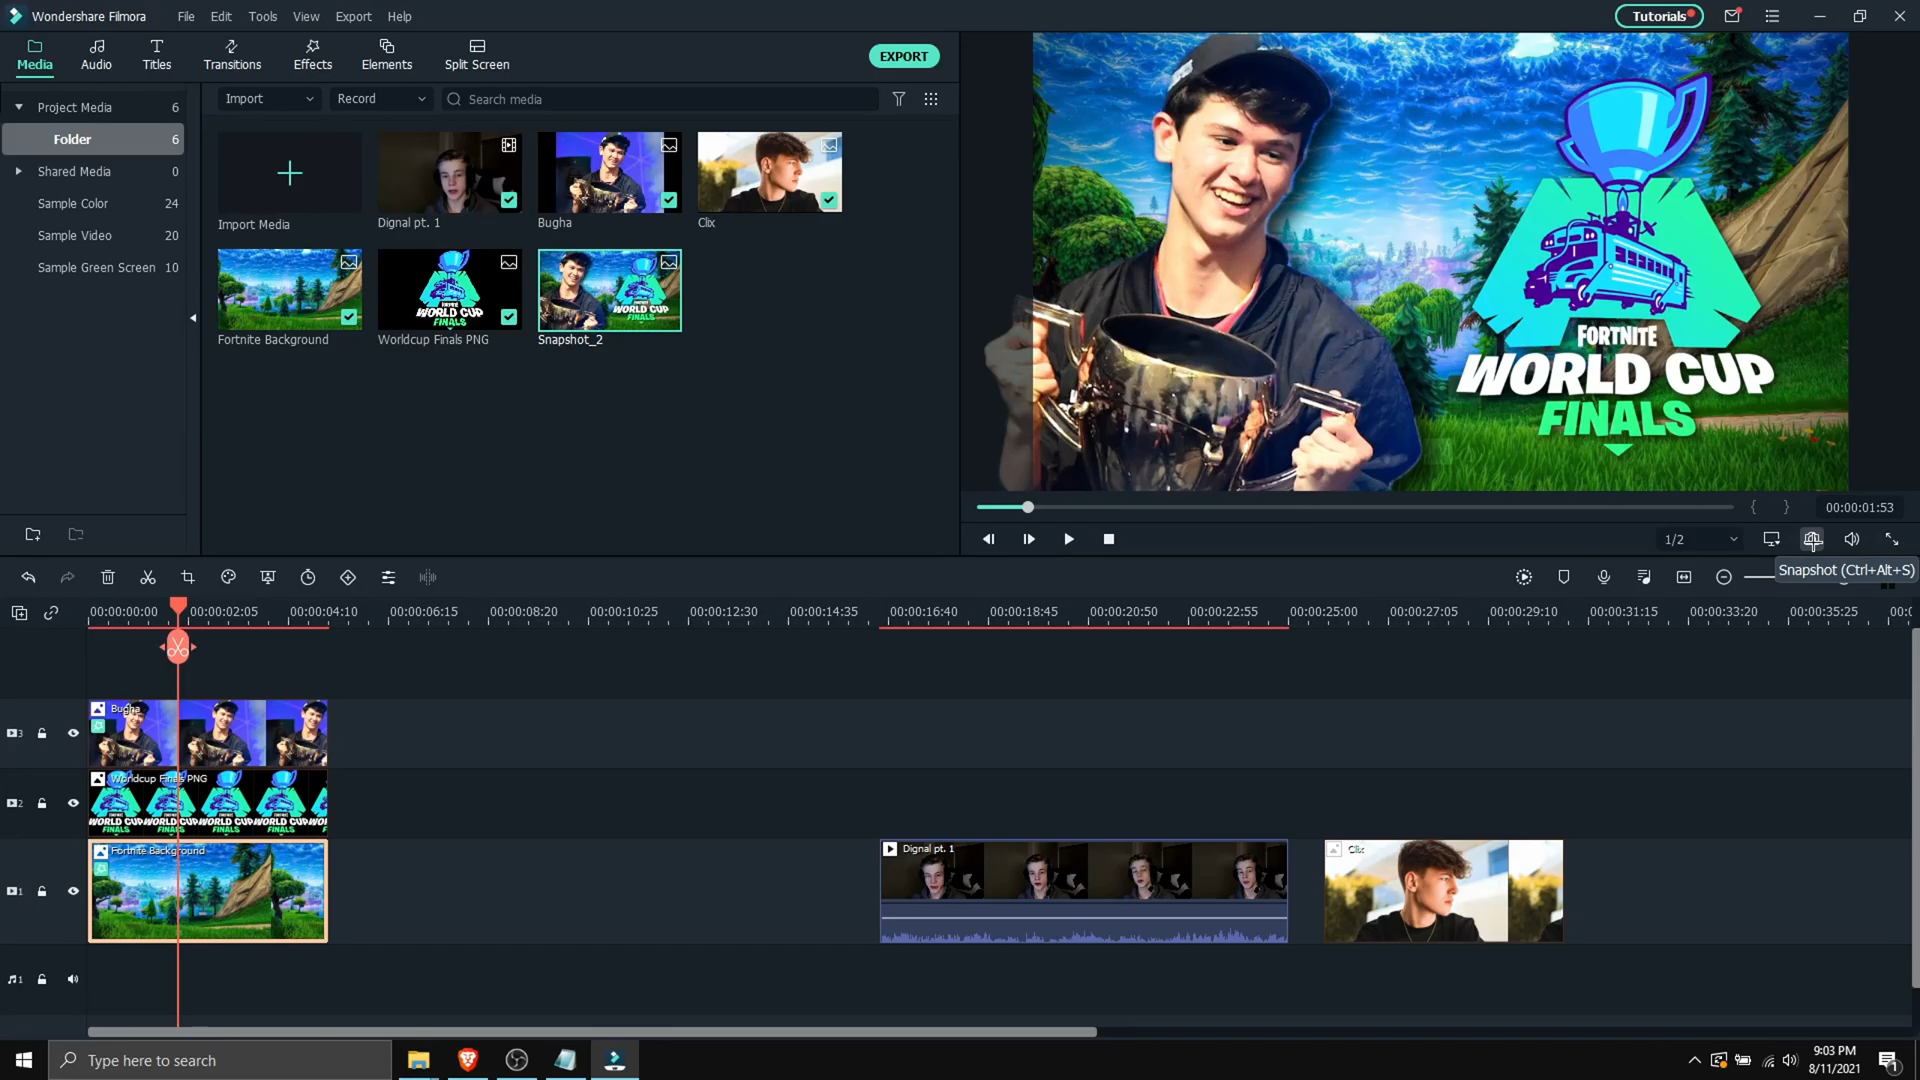 Wondershare Filmora File Edit Tools View Export Help Tutorials
Media Audio Titles Transitions Effects Elements Split Screen EXPORT
Project Media 6
Folder 6
Shared Media 0
Sample Color 24
Sample Video 20
Sample Green Screen 10
Import Record Search media
Import Media
Dignal pt. 1
Bugha
Clix
Fortnite Background
Worldcup Finals PNG
Snapshot_2
FORTNITE
WORLD CUP
FINALS
00:00:01:53
1/2
Snapshot (Ctrl+Alt+S)
00:00:00:00 00:00:02:05 00:00:04:10 00:00:06:15 00:00:08:20 00:00:10:25 00:00:12:30 00:00:14:35 00:00:16:40 00:00:18:45 00:00:20:50 00:00:22:55 00:00:25:00 00:00:27:05 00:00:29:10 00:00:31:15 00:00:33:20 00:00:35:25
3
Bugha
2
Worldcup Finals PNG
1
Fortnite Background
Dignal pt. 1
Clix
1
Type here to search
9:03 PM
8/11/2021
1